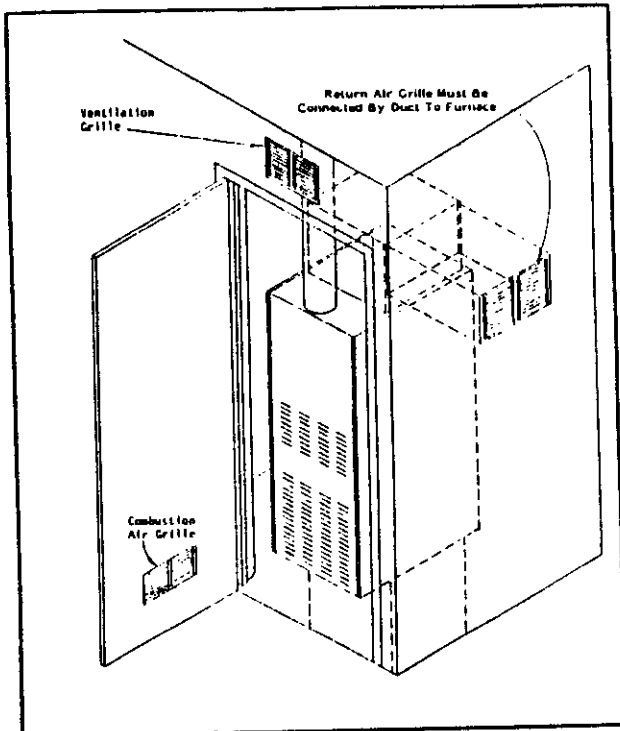 Return Air Grille Must Be
Connected By Duct To Furnace
Ventilation
Grille
Combustion
Air Grille